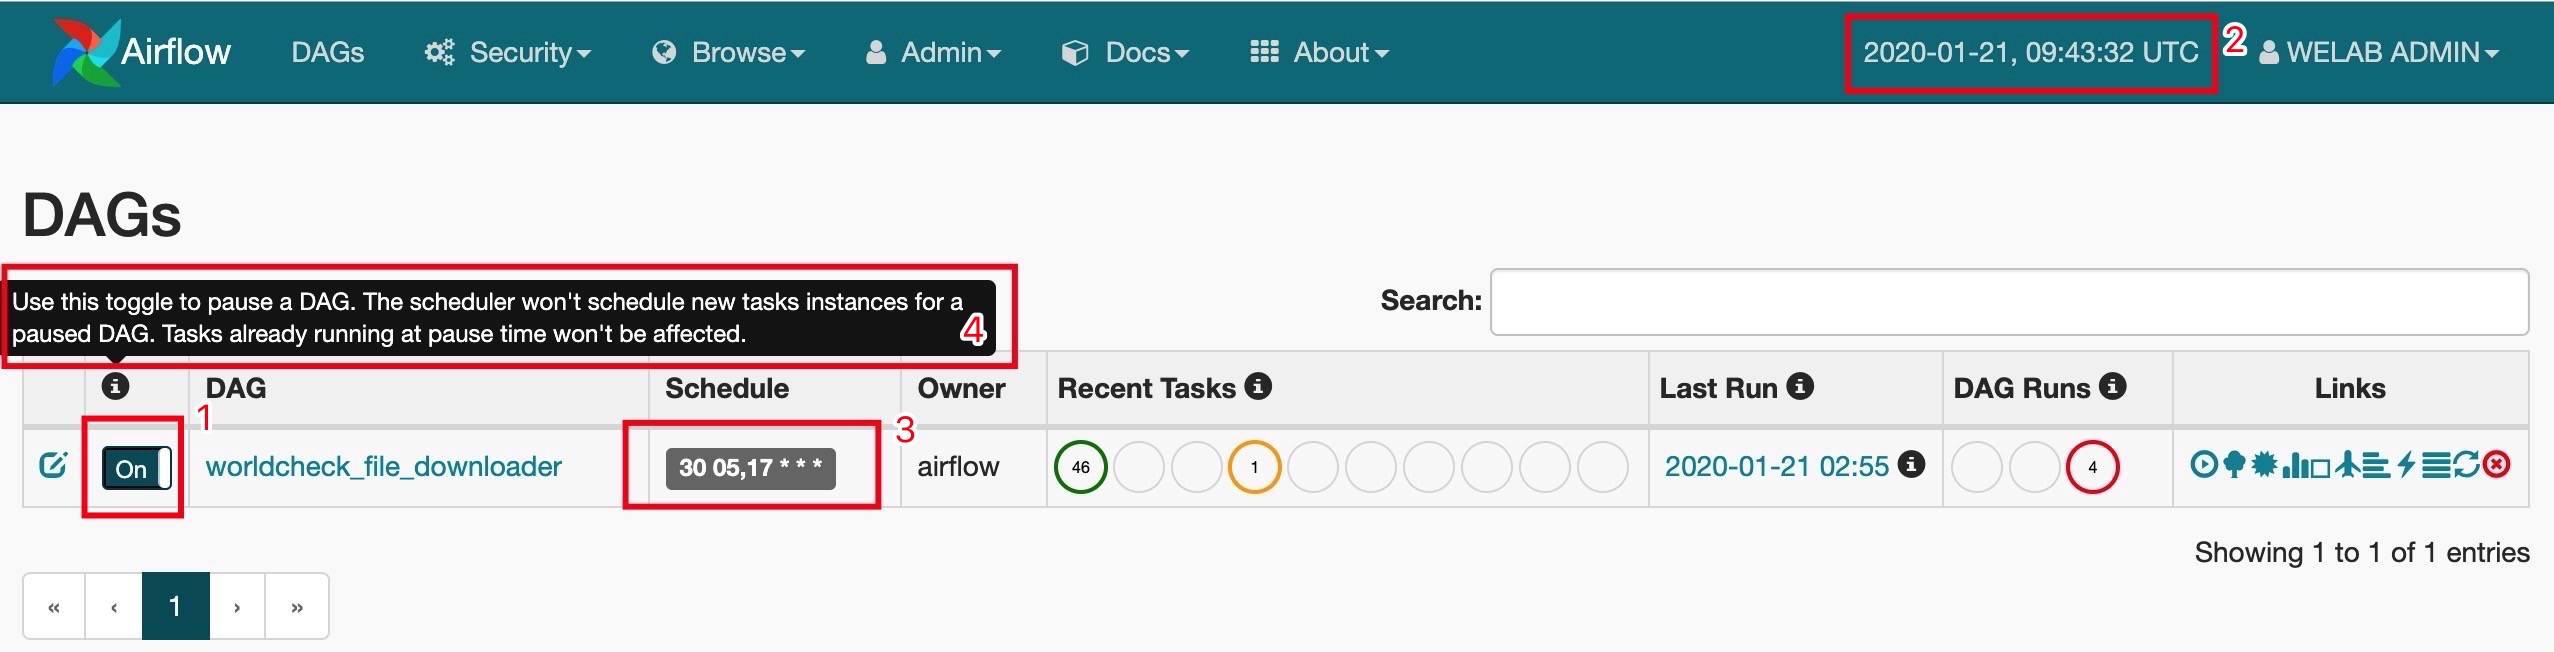 Airflow DAGs Security Browse Admin Docs About 2020-01-21, 09:43:32 UTC 2 WELAB ADMIN
DAGs
Use this toggle to pause a DAG. The scheduler won't schedule new tasks instances for a
paused DAG. Tasks already running at pause time won't be affected. 4
Search:
DAG Schedule Owner Recent Tasks Last Run DAG Runs Links
1 3
On worldcheck_file_downloader 30 05,17 * * * airflow 46 1 2020-01-21 02:55 4
Showing 1 to 1 of 1 entries
« ‹ 1 › »